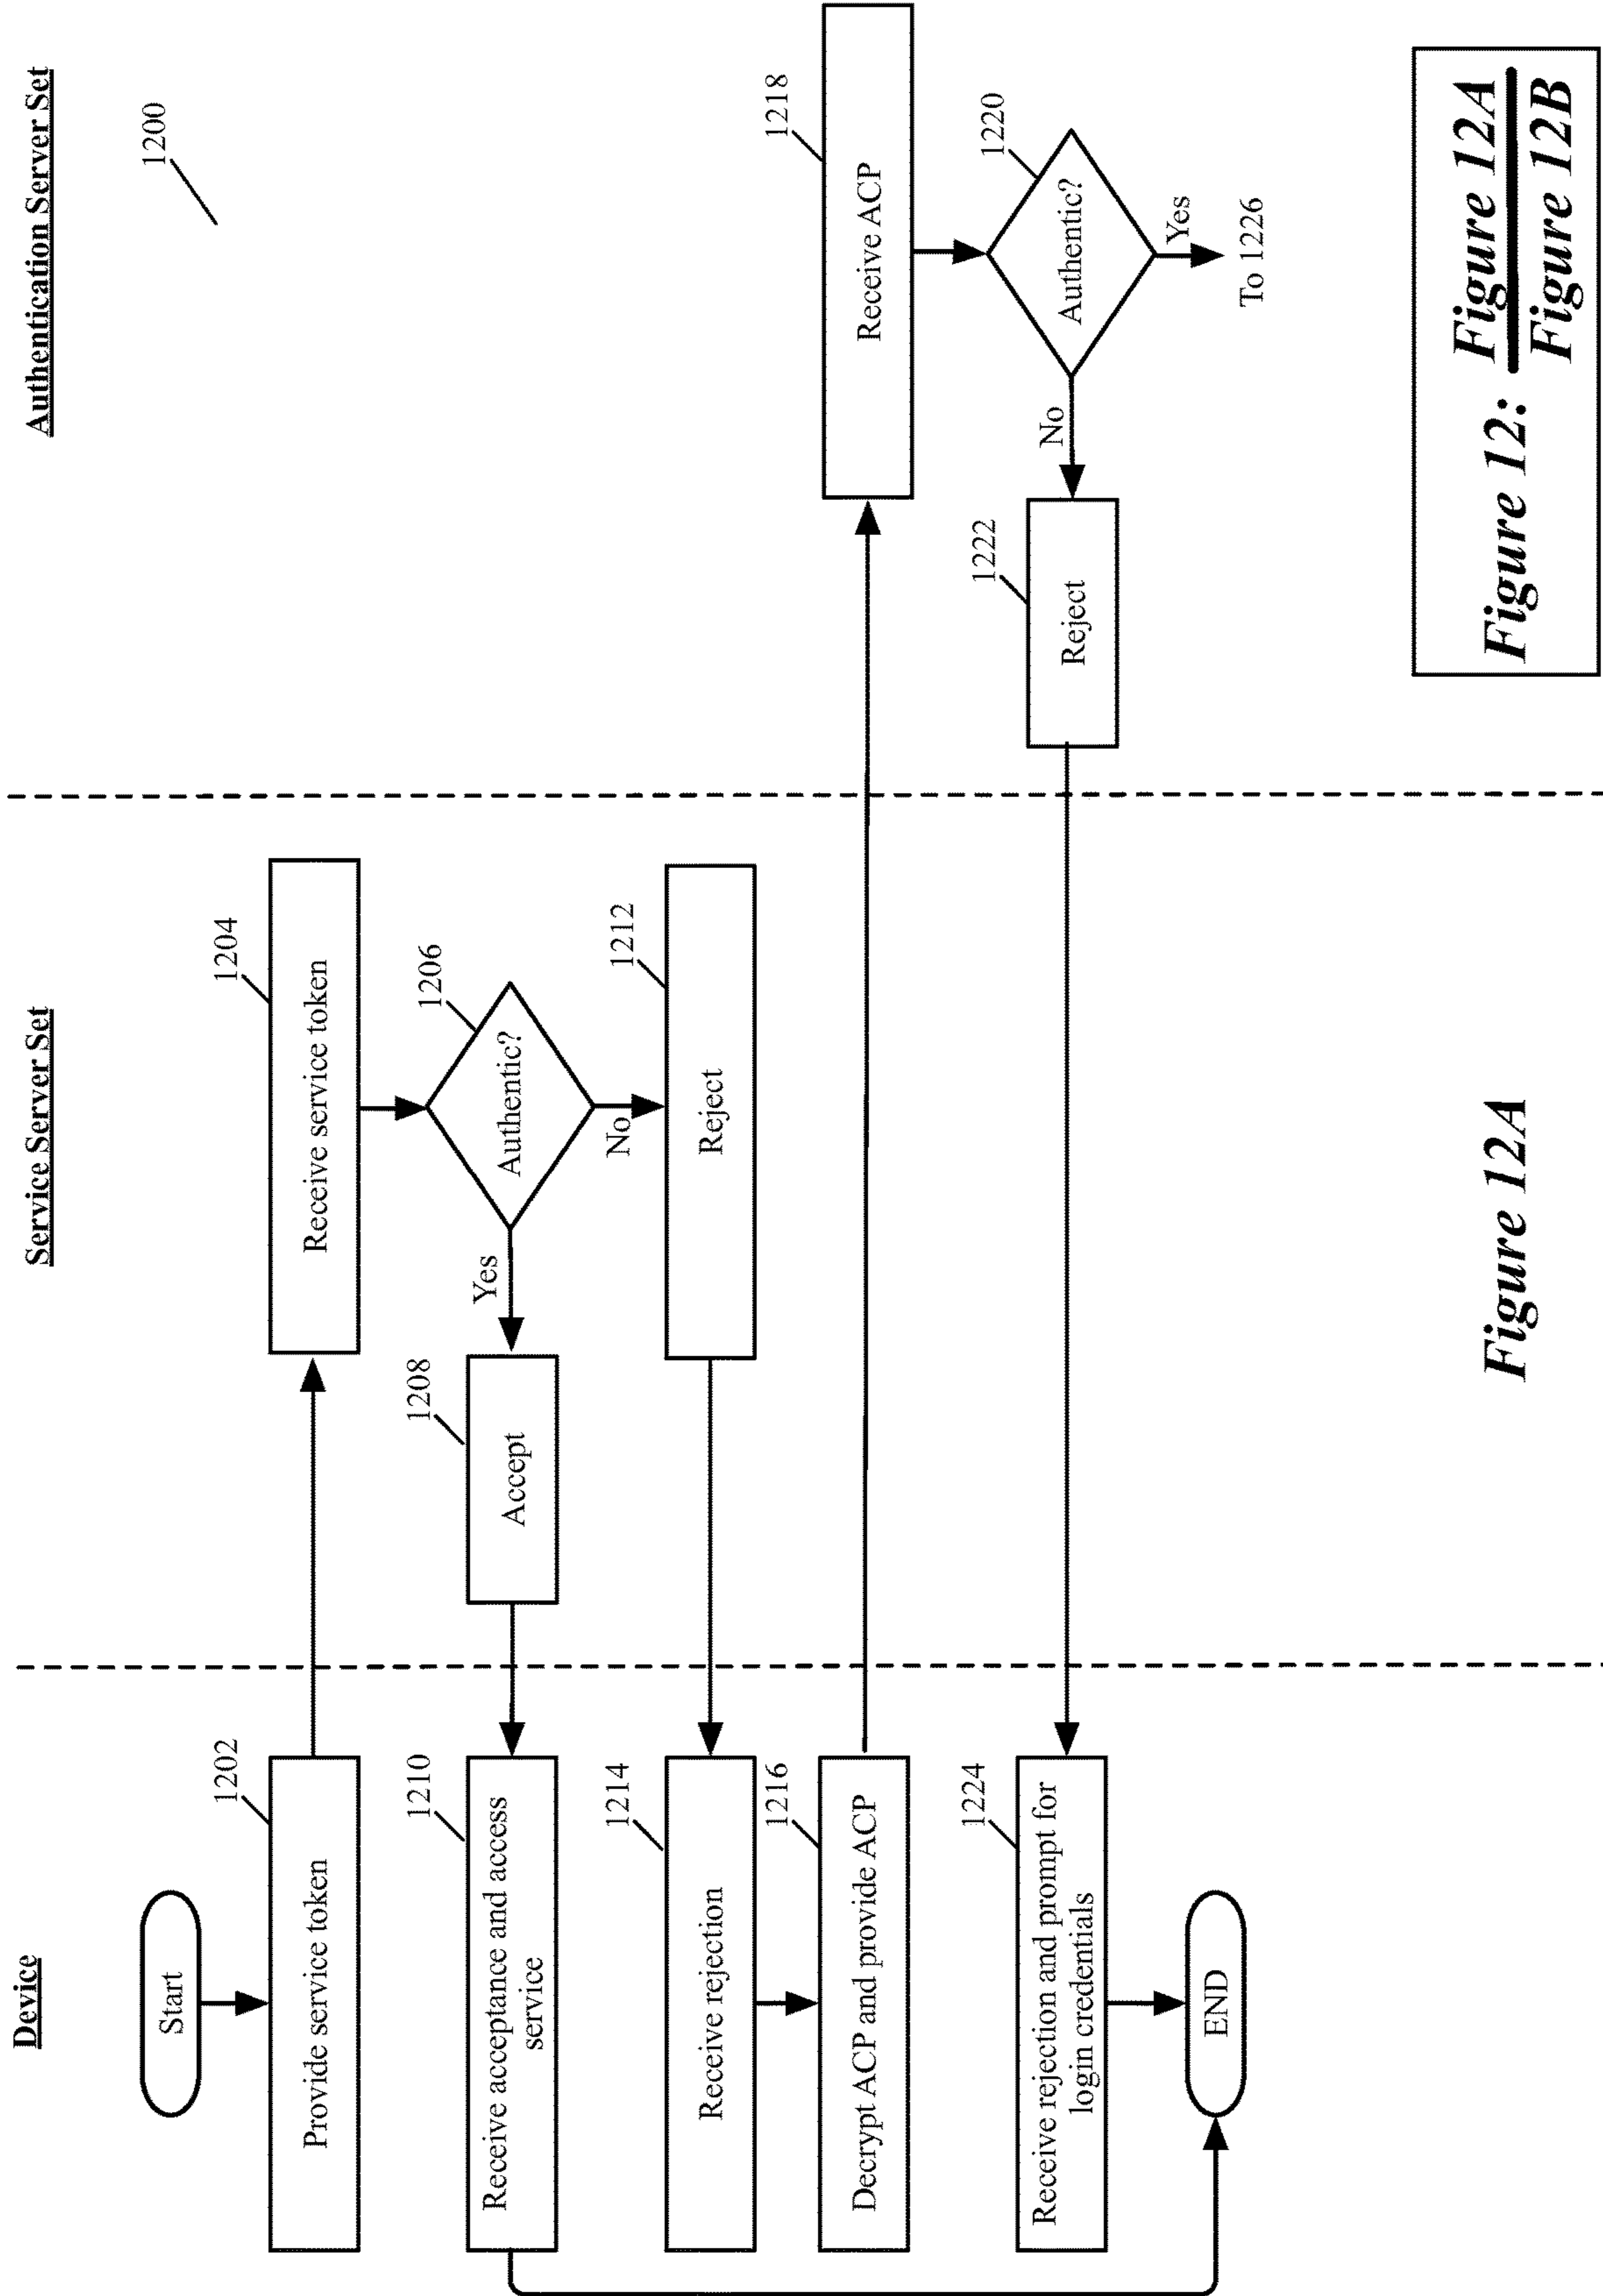 Device
Service Server Set
Authentication Server Set
1200
Start
1202
Provide service token
1204
Receive service token
1206
Authentic?
Yes
No
1208
Accept
1210
Receive acceptance and access
service
1212
Reject
1214
Receive rejection
1216
Decrypt ACP and provide ACP
1218
Receive ACP
1220
Authentic?
No
Yes
To 1226
1222
Reject
1224
Receive rejection and prompt for
login credentials
END
Figure 12A
Figure 12: Figure 12A
Figure 12B